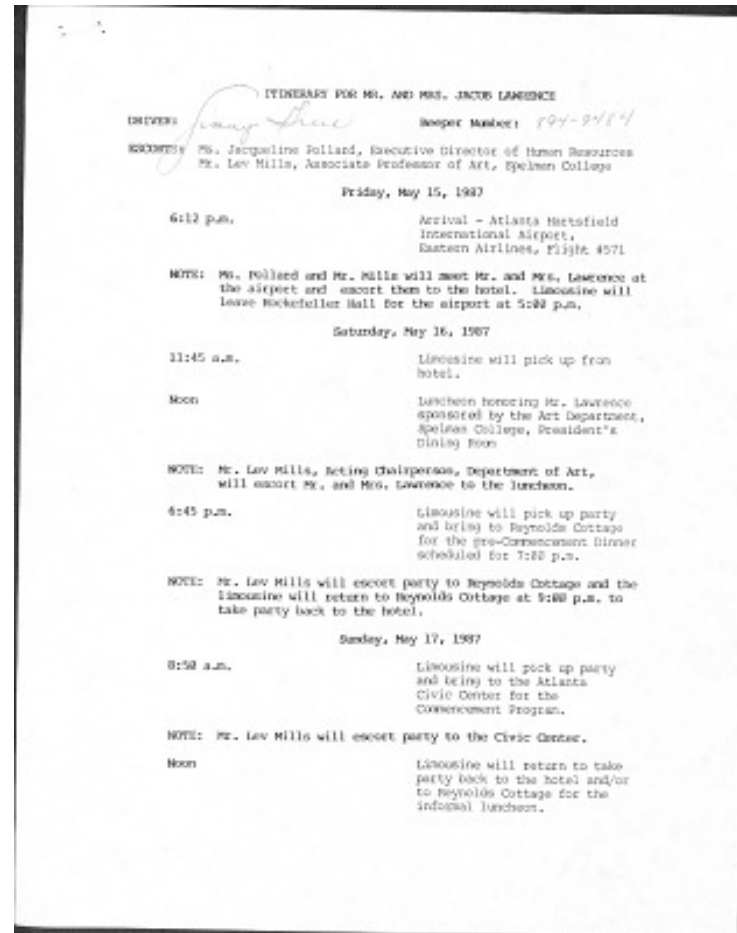 ITINERARY FOR MR. AND MRS. JACOB LAWRENCE
DRIVER: Beeper Number: 894-9484
ESCORTS: Ms. Jacqueline Pollard, Executive Director of Human Resources
Mr. Lev Mills, Associate Professor of Art, Spelman College
Friday, May 15, 1987
6:12 p.m. Arrival - Atlanta Hartsfield
International Airport,
Eastern Airlines, Flight #571
NOTE: Ms. Pollard and Mr. Mills will meet Mr. and Mrs. Lawrence at
the airport and escort them to the hotel. Limousine will
leave Rockefeller Hall for the airport at 5:00 p.m.
Saturday, May 16, 1987
11:45 a.m. Limousine will pick up from
hotel.
Noon Luncheon honoring Mr. Lawrence
sponsored by the Art Department,
Spelman College, President's
Dining Room
NOTE: Mr. Lev Mills, Acting Chairperson, Department of Art,
will escort Mr. and Mrs. Lawrence to the luncheon.
6:45 p.m. Limousine will pick up party
and bring to Reynolds Cottage
for the pre-Commencement Dinner
scheduled for 7:00 p.m.
NOTE: Mr. Lev Mills will escort party to Reynolds Cottage and the
limousine will return to Reynolds Cottage at 9:00 p.m. to
take party back to the hotel.
Sunday, May 17, 1987
8:50 a.m. Limousine will pick up party
and bring to the Atlanta
Civic Center for the
Commencement Program.
NOTE: Mr. Lev Mills will escort party to the Civic Center.
Noon Limousine will return to take
party back to the hotel and/or
to Reynolds Cottage for the
informal luncheon.